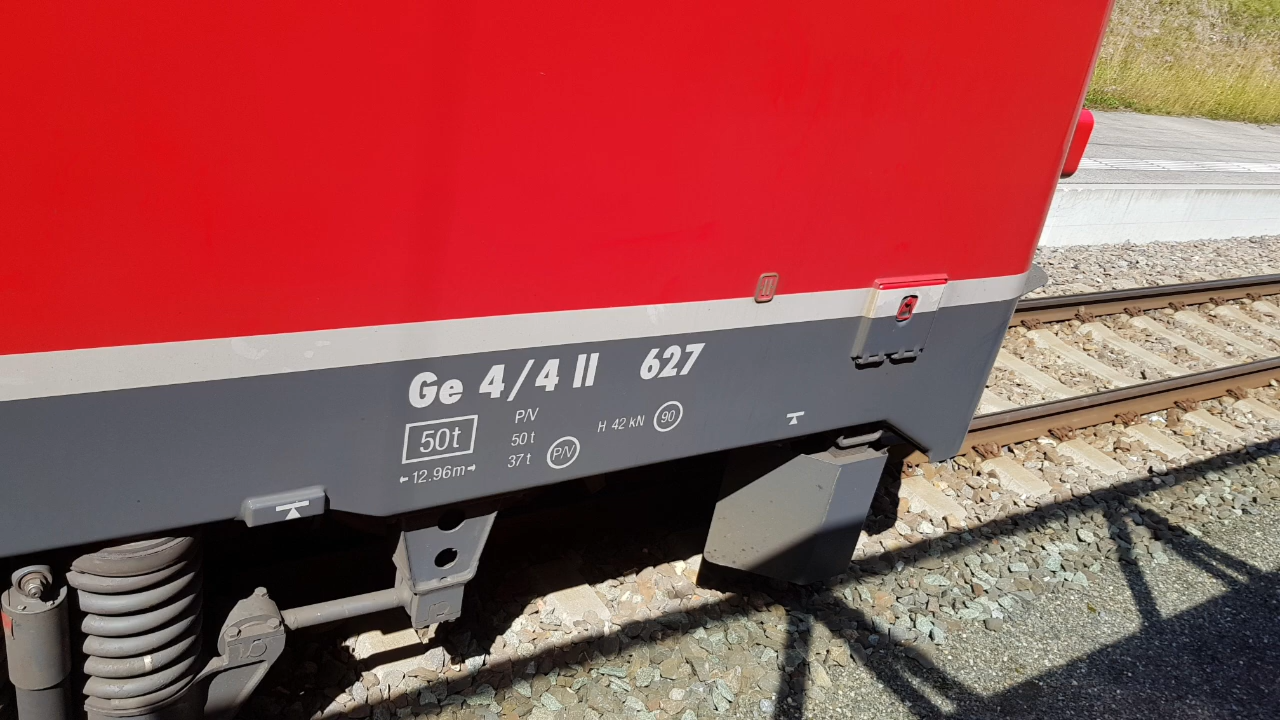 Ge 4/4 II 627
50t
12.96m
P/V
50 t
37 t P/V
H 42 kN 90